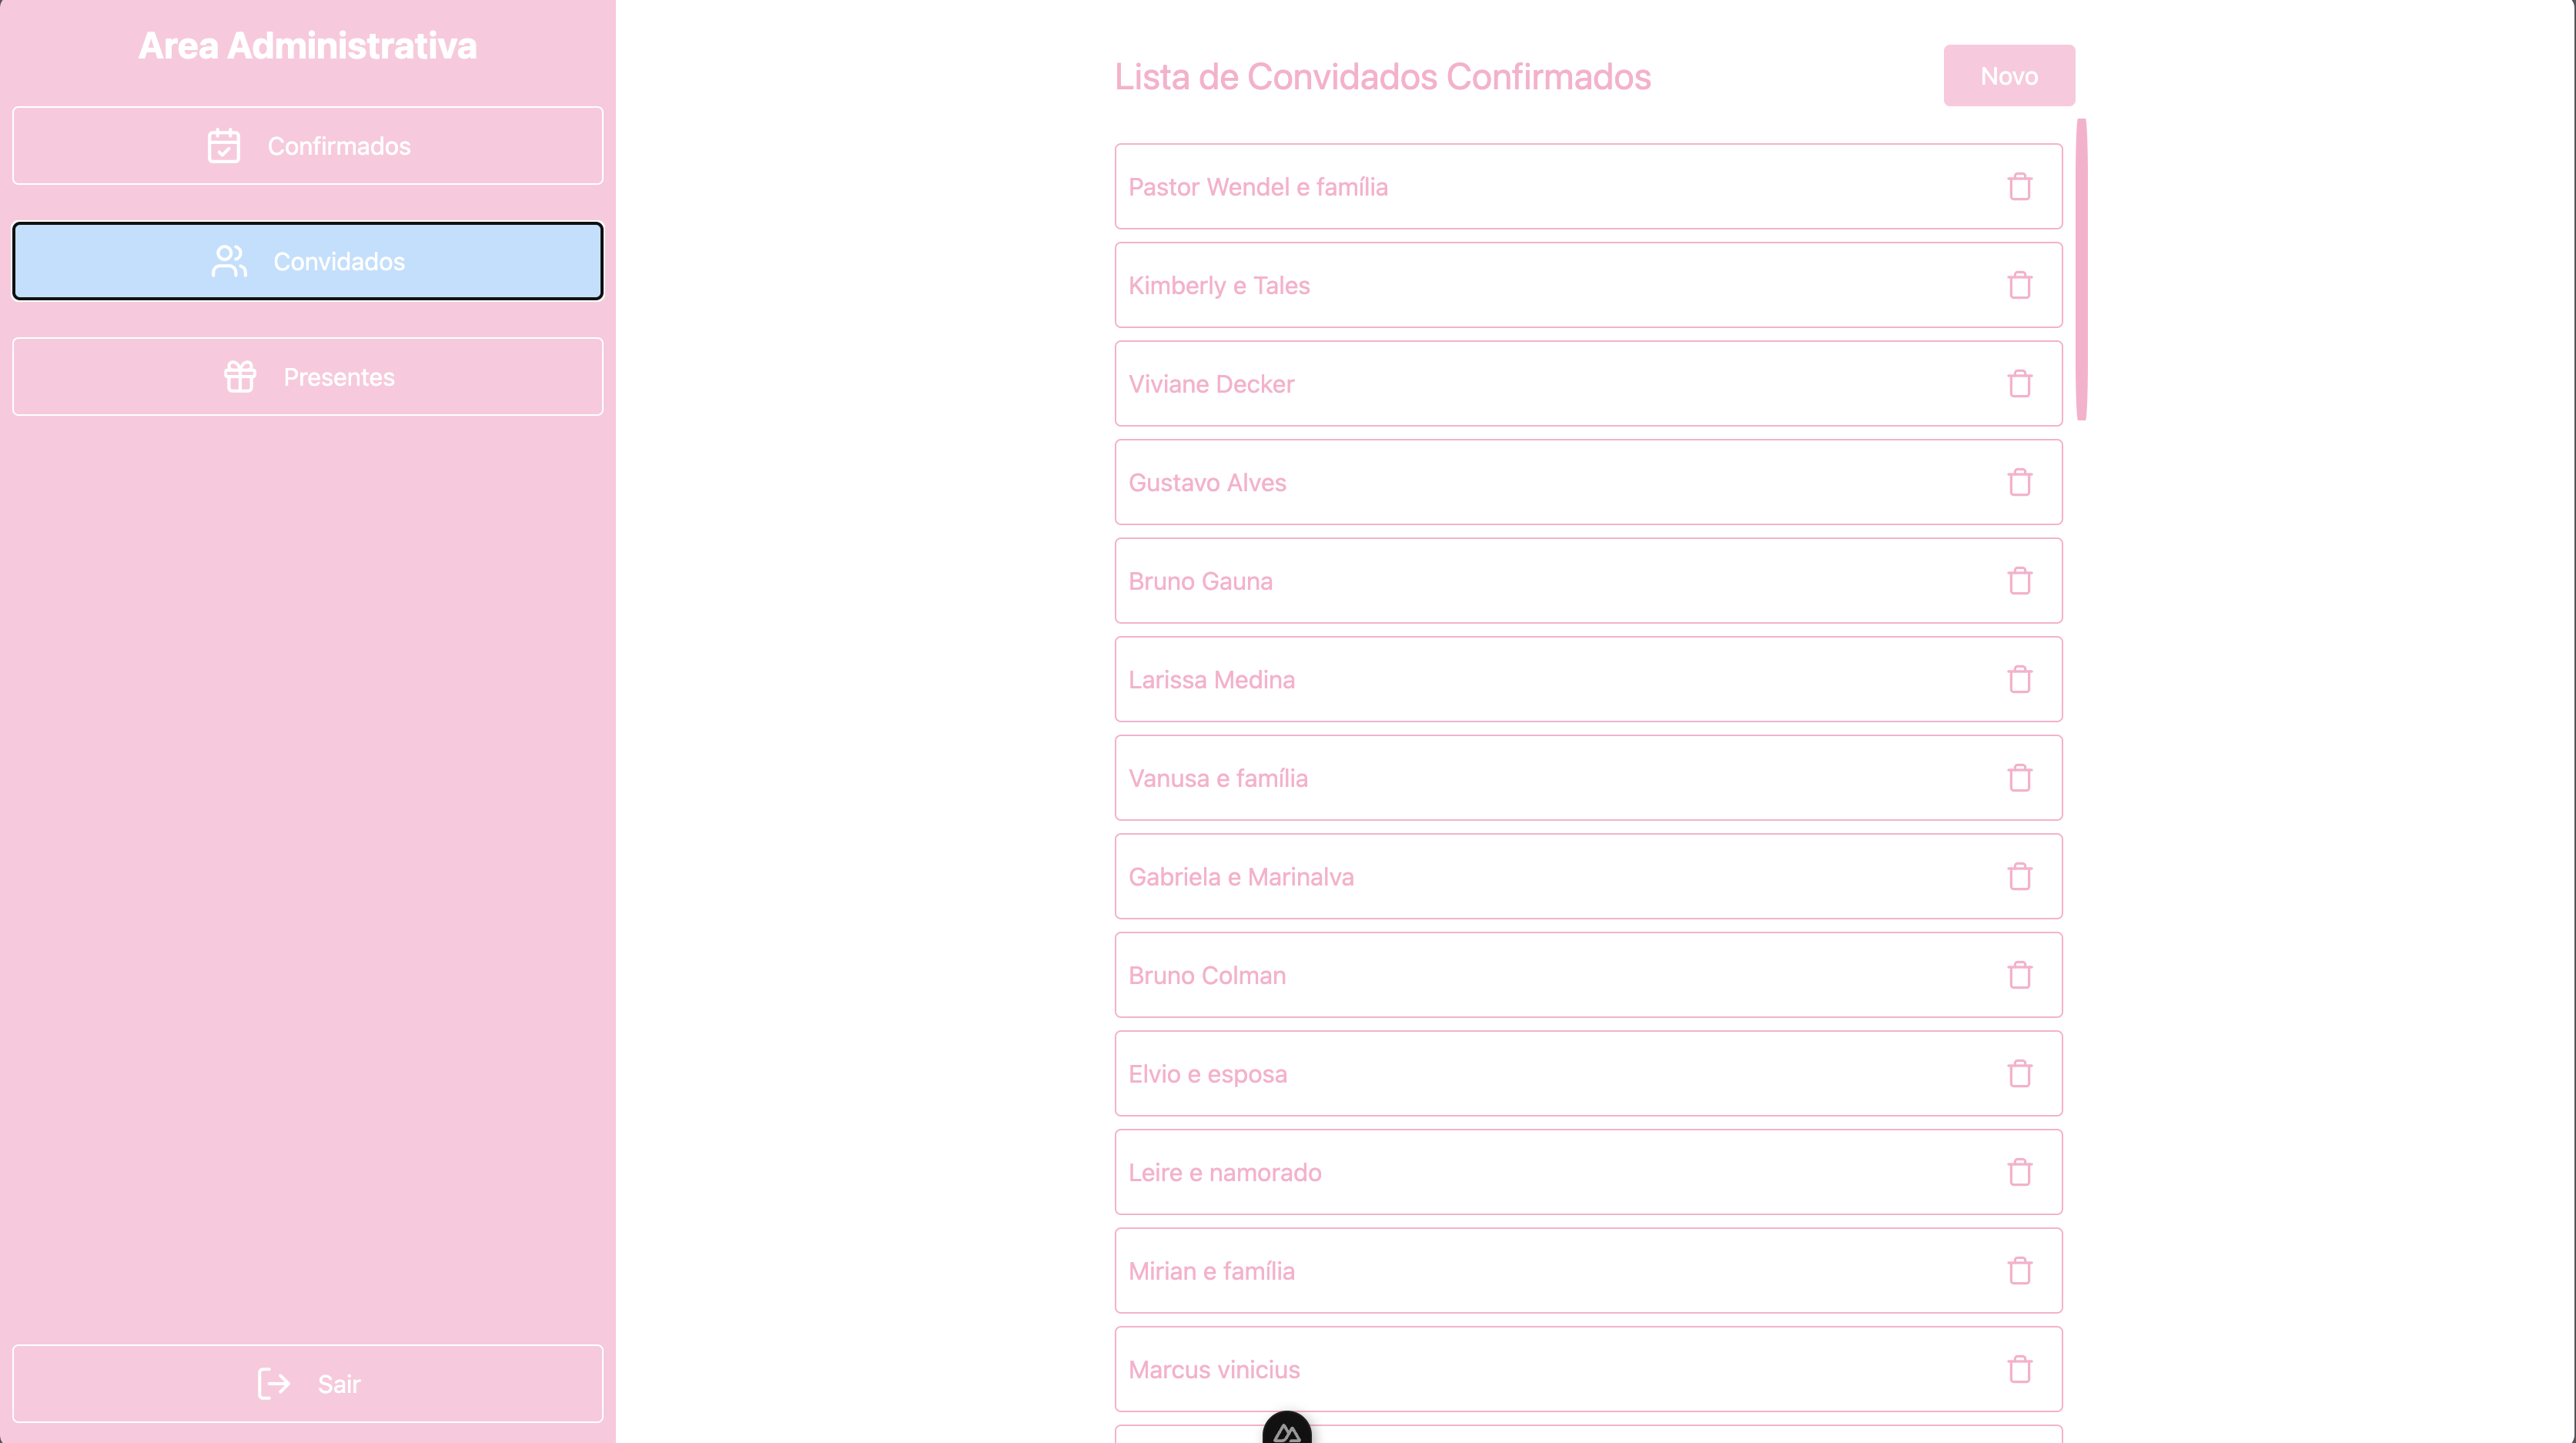 Area Administrativa
Confirmados
Convidados
Presentes
Sair
Lista de Convidados Confirmados
Novo
Pastor Wendel e família
Kimberly e Tales
Viviane Decker
Gustavo Alves
Bruno Gauna
Larissa Medina
Vanusa e família
Gabriela e Marinalva
Bruno Colman
Elvio e esposa
Leire e namorado
Mirian e família
Marcus vinicius